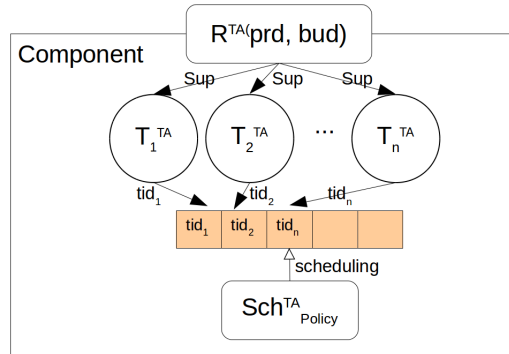 R^TA(prd, bud)
Component
Sup Sup Sup
T_1^TA T_2^TA ... T_n^TA
tid_1 tid_2 tid_n
tid_1 tid_2 tid_n
scheduling
Sch^TA_Policy